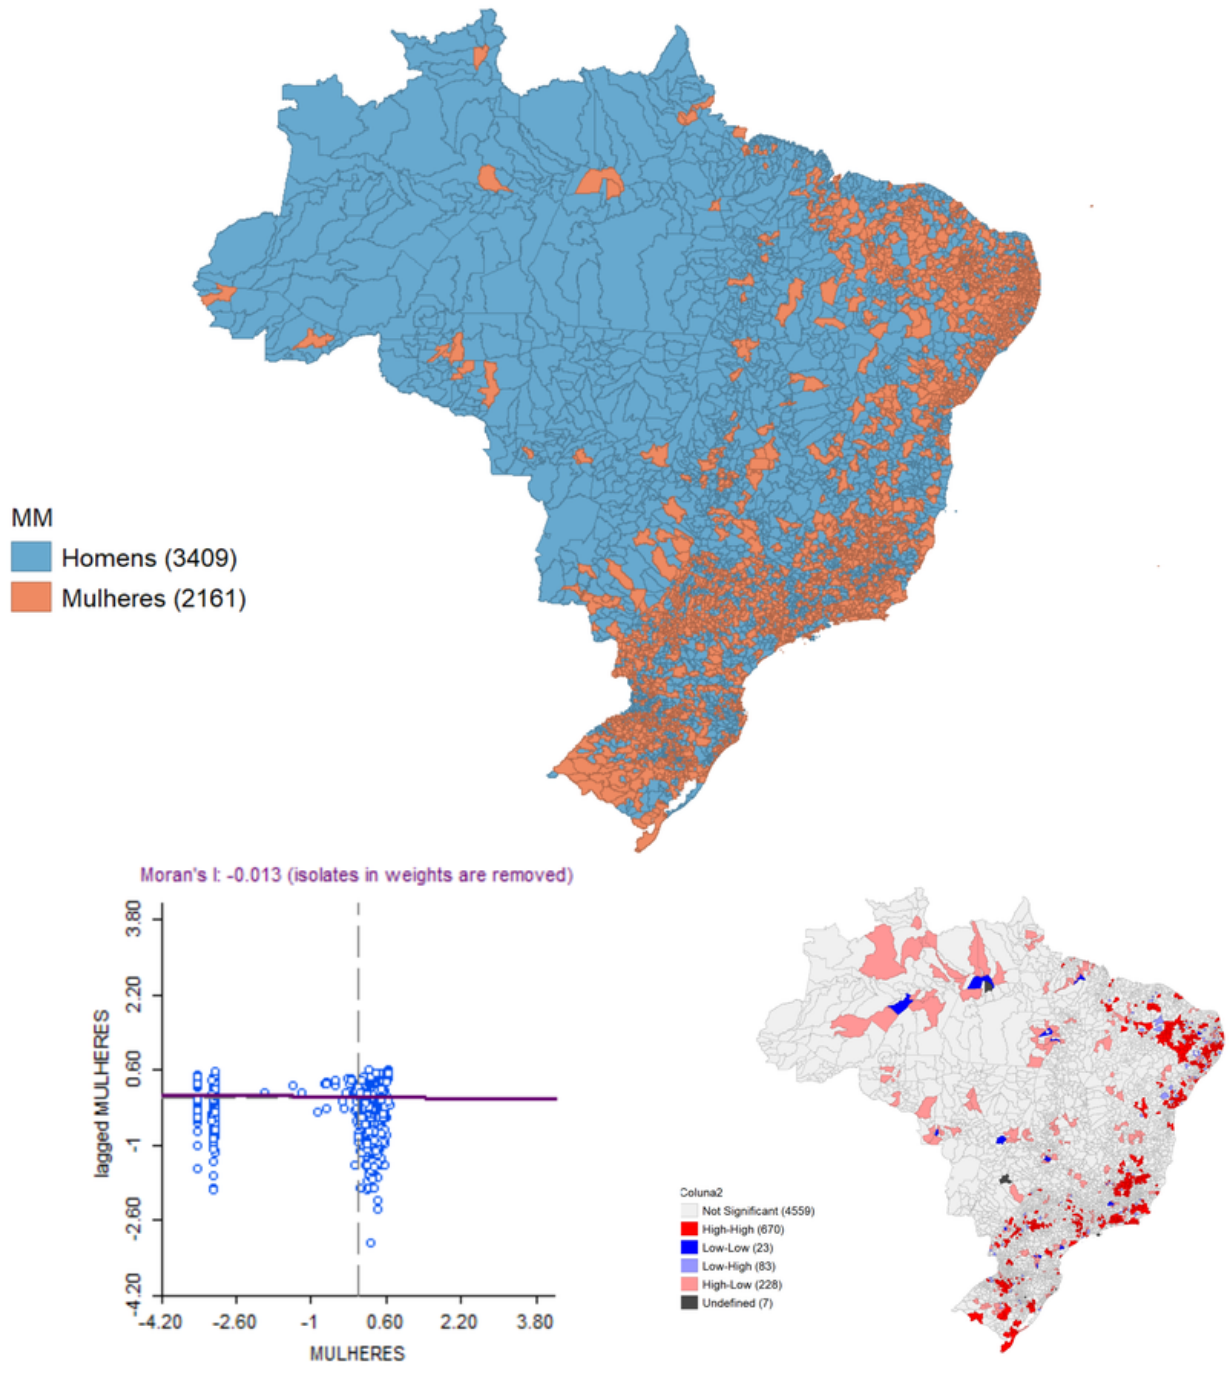 MM
Homens (3409)
Mulheres (2161)
Moran's I: -0.013 (isolates in weights are removed)
3.80
2.20
0.60
-1
-2.60
-4.20
lagged MULHERES
-4.20 -2.60 -1 0.60 2.20 3.80
MULHERES
Coluna2
Not Significant (4559)
High-High (670)
Low-Low (23)
Low-High (83)
High-Low (228)
Undefined (7)